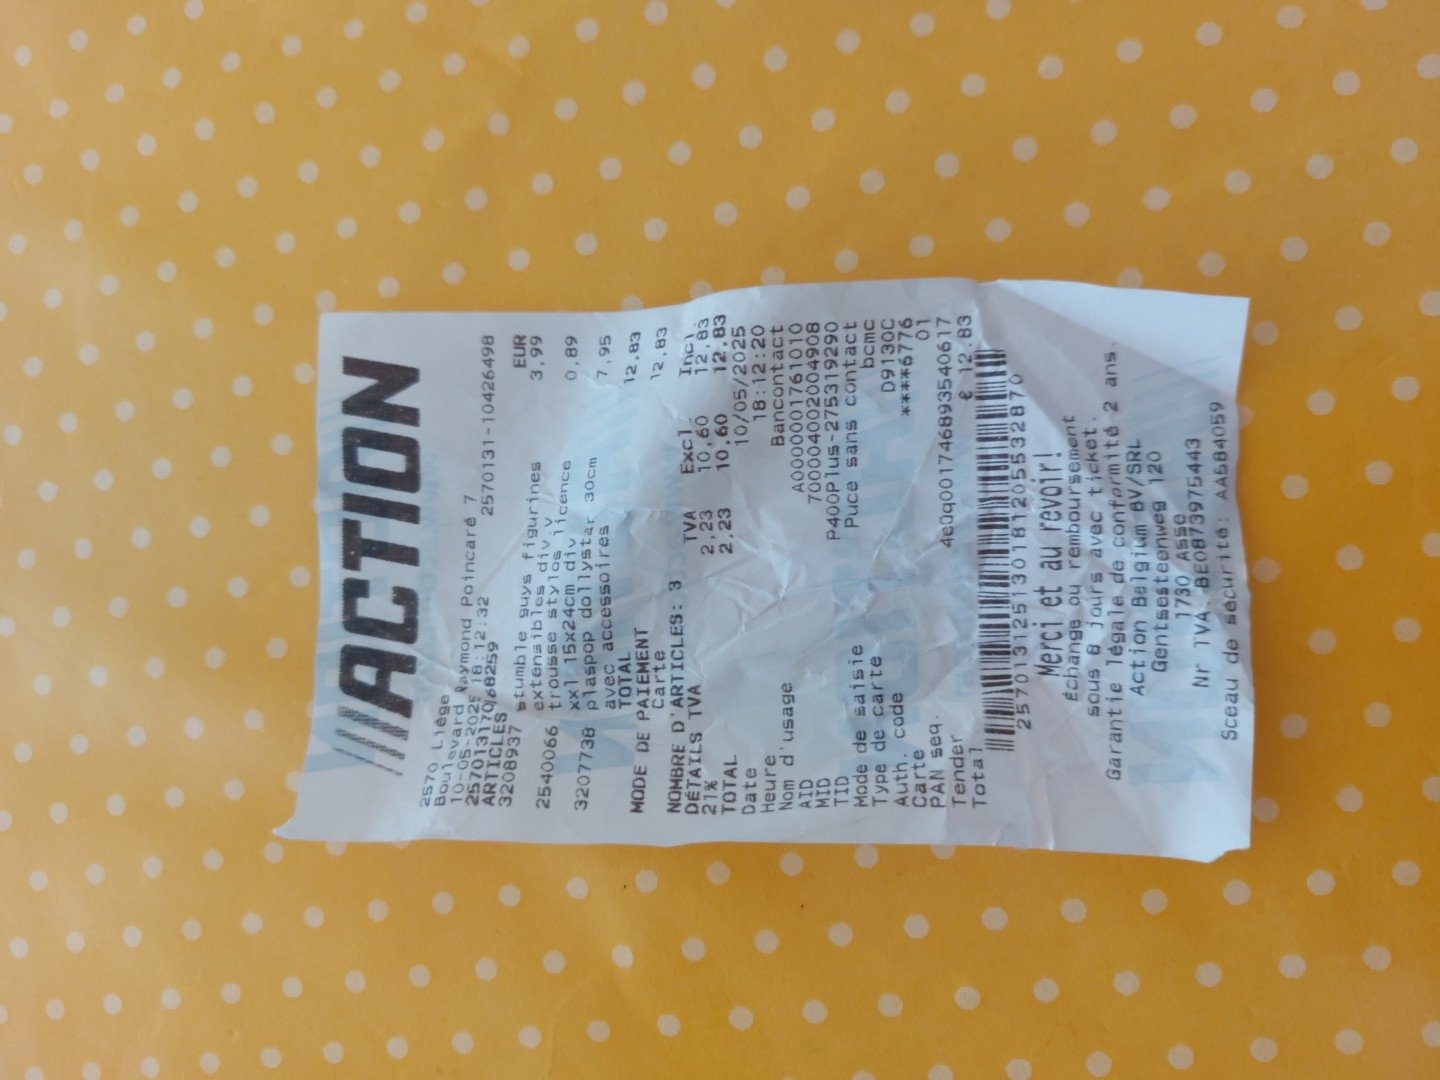 ACTION
2570 Liège
Boulevard Raymond Poincaré 7
10-05-2025 18:12:32 2570131-10426498
257013117068259
ARTICLES EUR
3208937 stumble guys figurines 3,99
extensibles div.v
2540066 trousse stylos licence 0,89
xxl 15x24cm div
3207738 plaspop dollystar 30cm 7,95
avec accessoires
TOTAL 12,83
MODE DE PAIEMENT
Carte 12,83
NOMBRE D'ARTICLES: 3
DÉTAILS TVA TVA Excl. Incl.
21% 2,23 10,60 12,83
TOTAL 2,23 10,60 12,83
Date 10/05/2025
Heure 18:12:20
Nom d'usage Bancontact
AID A0000001761010
MID 700004002004908
TID P400Plus-275319290
Mode de saisie Puce sans contact
Type de carte bcmc
Auth. code D9130C
Carte ****6776
PAN seq. 01
Tender 4e0q001746893540617
Total € 12.83
257013125130181205532870
Merci et au revoir!
Échange ou remboursement
sous 8 jours avec ticket.
Garantie légale de conformité 2 ans.
Action Belgium BV/SRL
Gentsesteenweg 120
1730 Asse
Nr TVA BE0873975443
Sceau de sécurité: AA584059